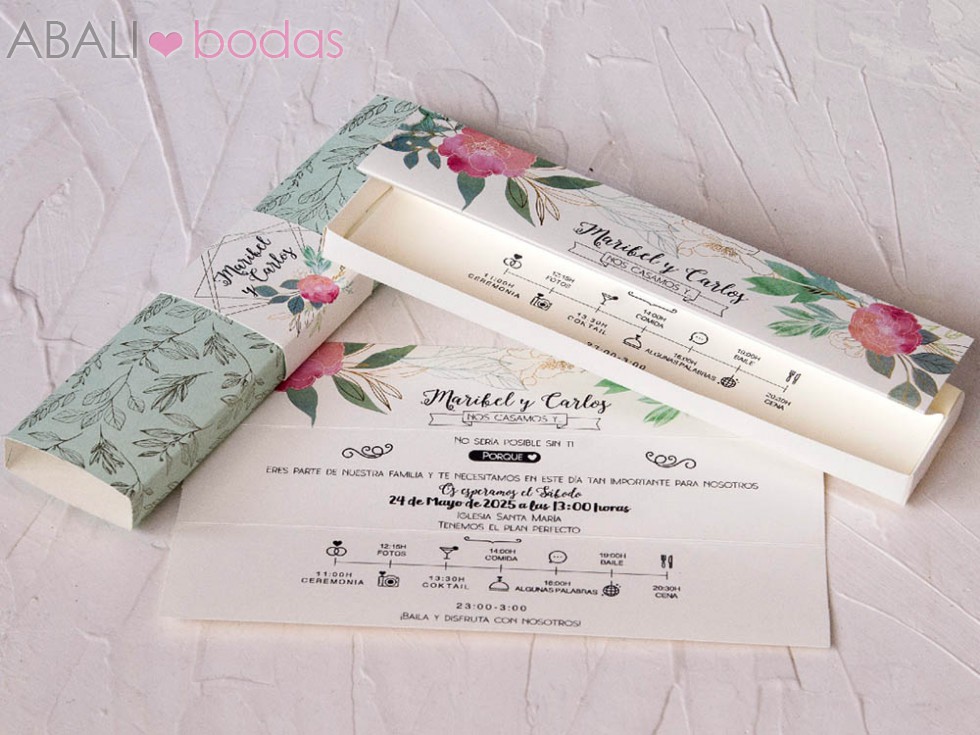 ABALI bodas
Maribel
y Carlos
Maribel y Carlos
NOS CASAMOS Y...
11:00H
CEREMONIA
12:15H
FOTOS
13:30H
COKTAIL
14:00H
COMIDA
16:00H
ALGUNAS PALABRAS
19:00H
BAILE
20:30H
CENA
23:00-3:00
Maribel y Carlos
NOS CASAMOS Y...
NO SERÍA POSIBLE SIN TI
PORQUE
ERES PARTE DE NUESTRA FAMILIA Y TE NECESITAMOS EN ESTE DÍA TAN IMPORTANTE PARA NOSOTROS
Os esperamos el Sábado
24 de Mayo de 2025 a las 13:00 horas
IGLESIA SANTA MARÍA
TENEMOS EL PLAN PERFECTO
11:00H
CEREMONIA
12:15H
FOTOS
13:30H
COKTAIL
14:00H
COMIDA
16:00H
ALGUNAS PALABRAS
19:00H
BAILE
20:30H
CENA
23:00-3:00
¡BAILA Y DISFRUTA CON NOSOTROS!